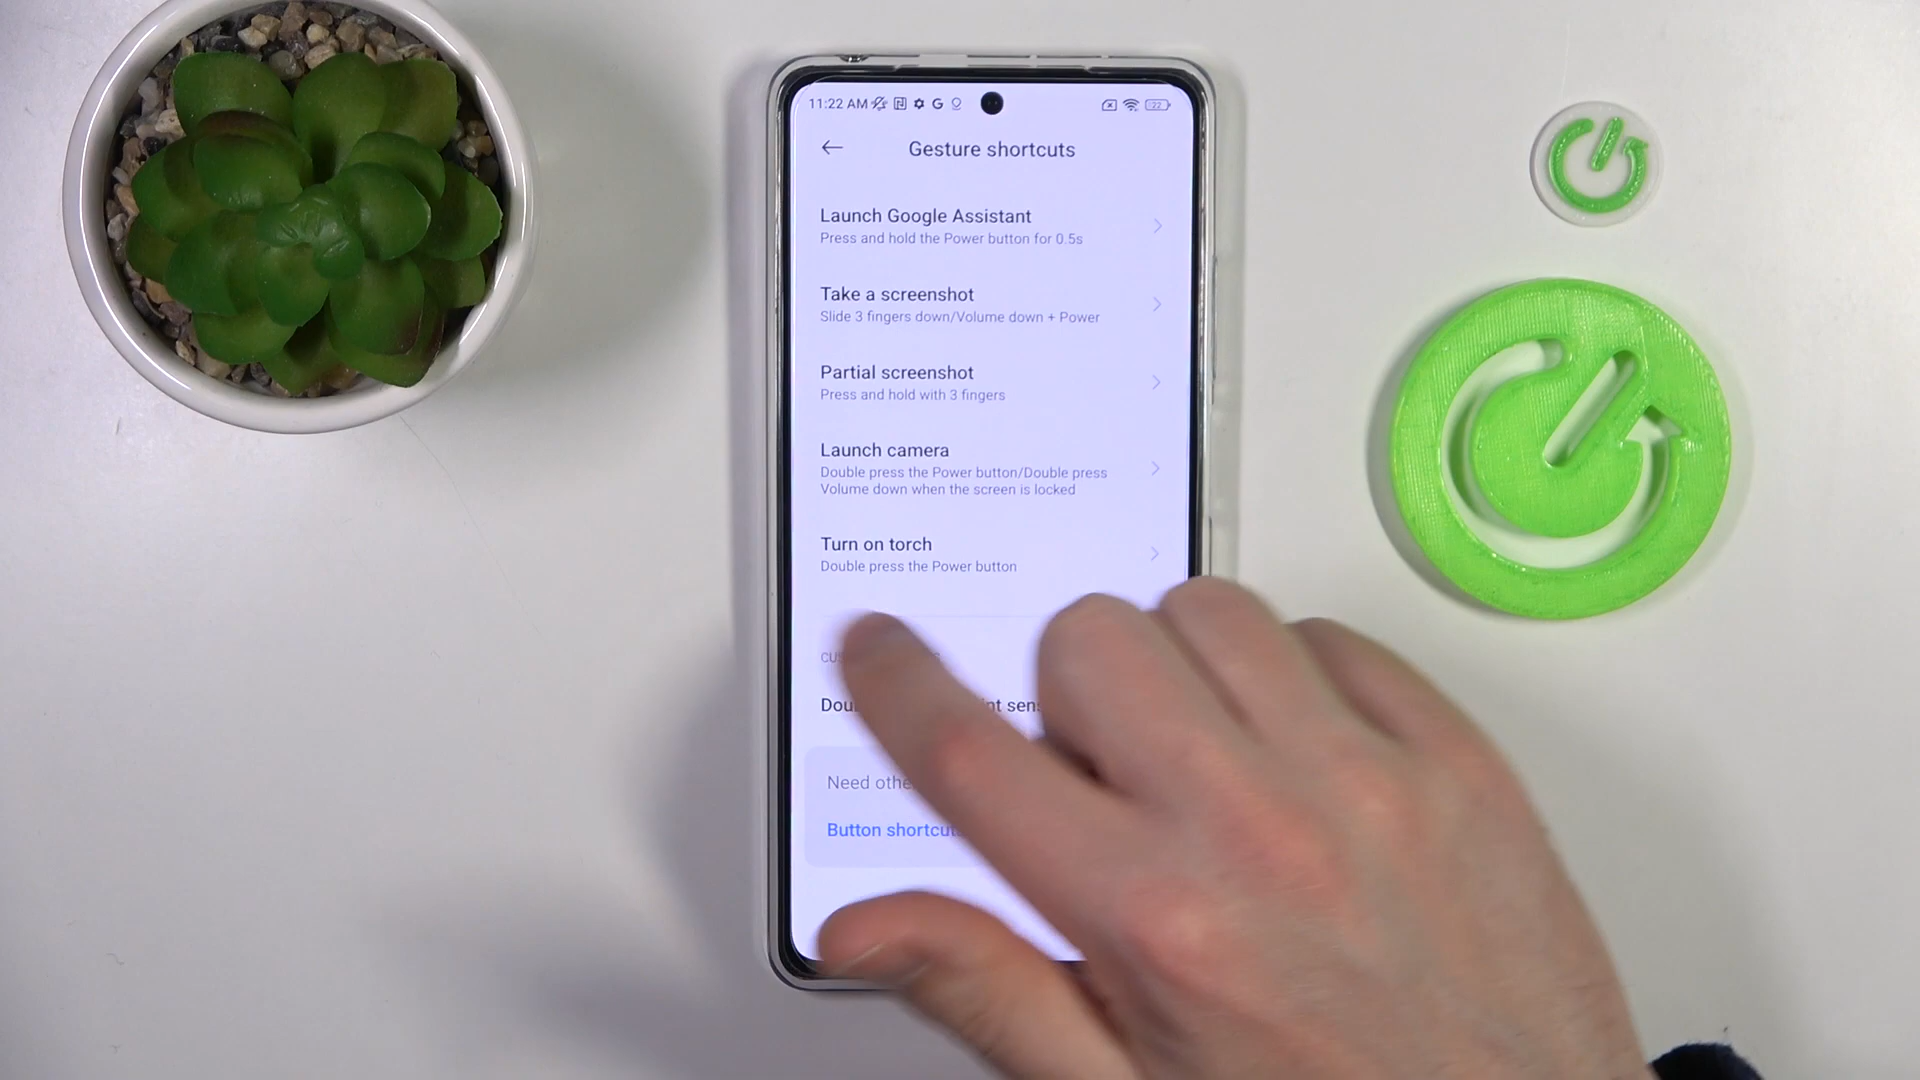 11:22 AM
22
Gesture shortcuts
Launch Google Assistant
Press and hold the Power button for 0.5s
Take a screenshot
Slide 3 fingers down/Volume down + Power
Partial screenshot
Press and hold with 3 fingers
Launch camera
Double press the Power button/Double press
Volume down when the screen is locked
Turn on torch
Double press the Power button
Need
Button